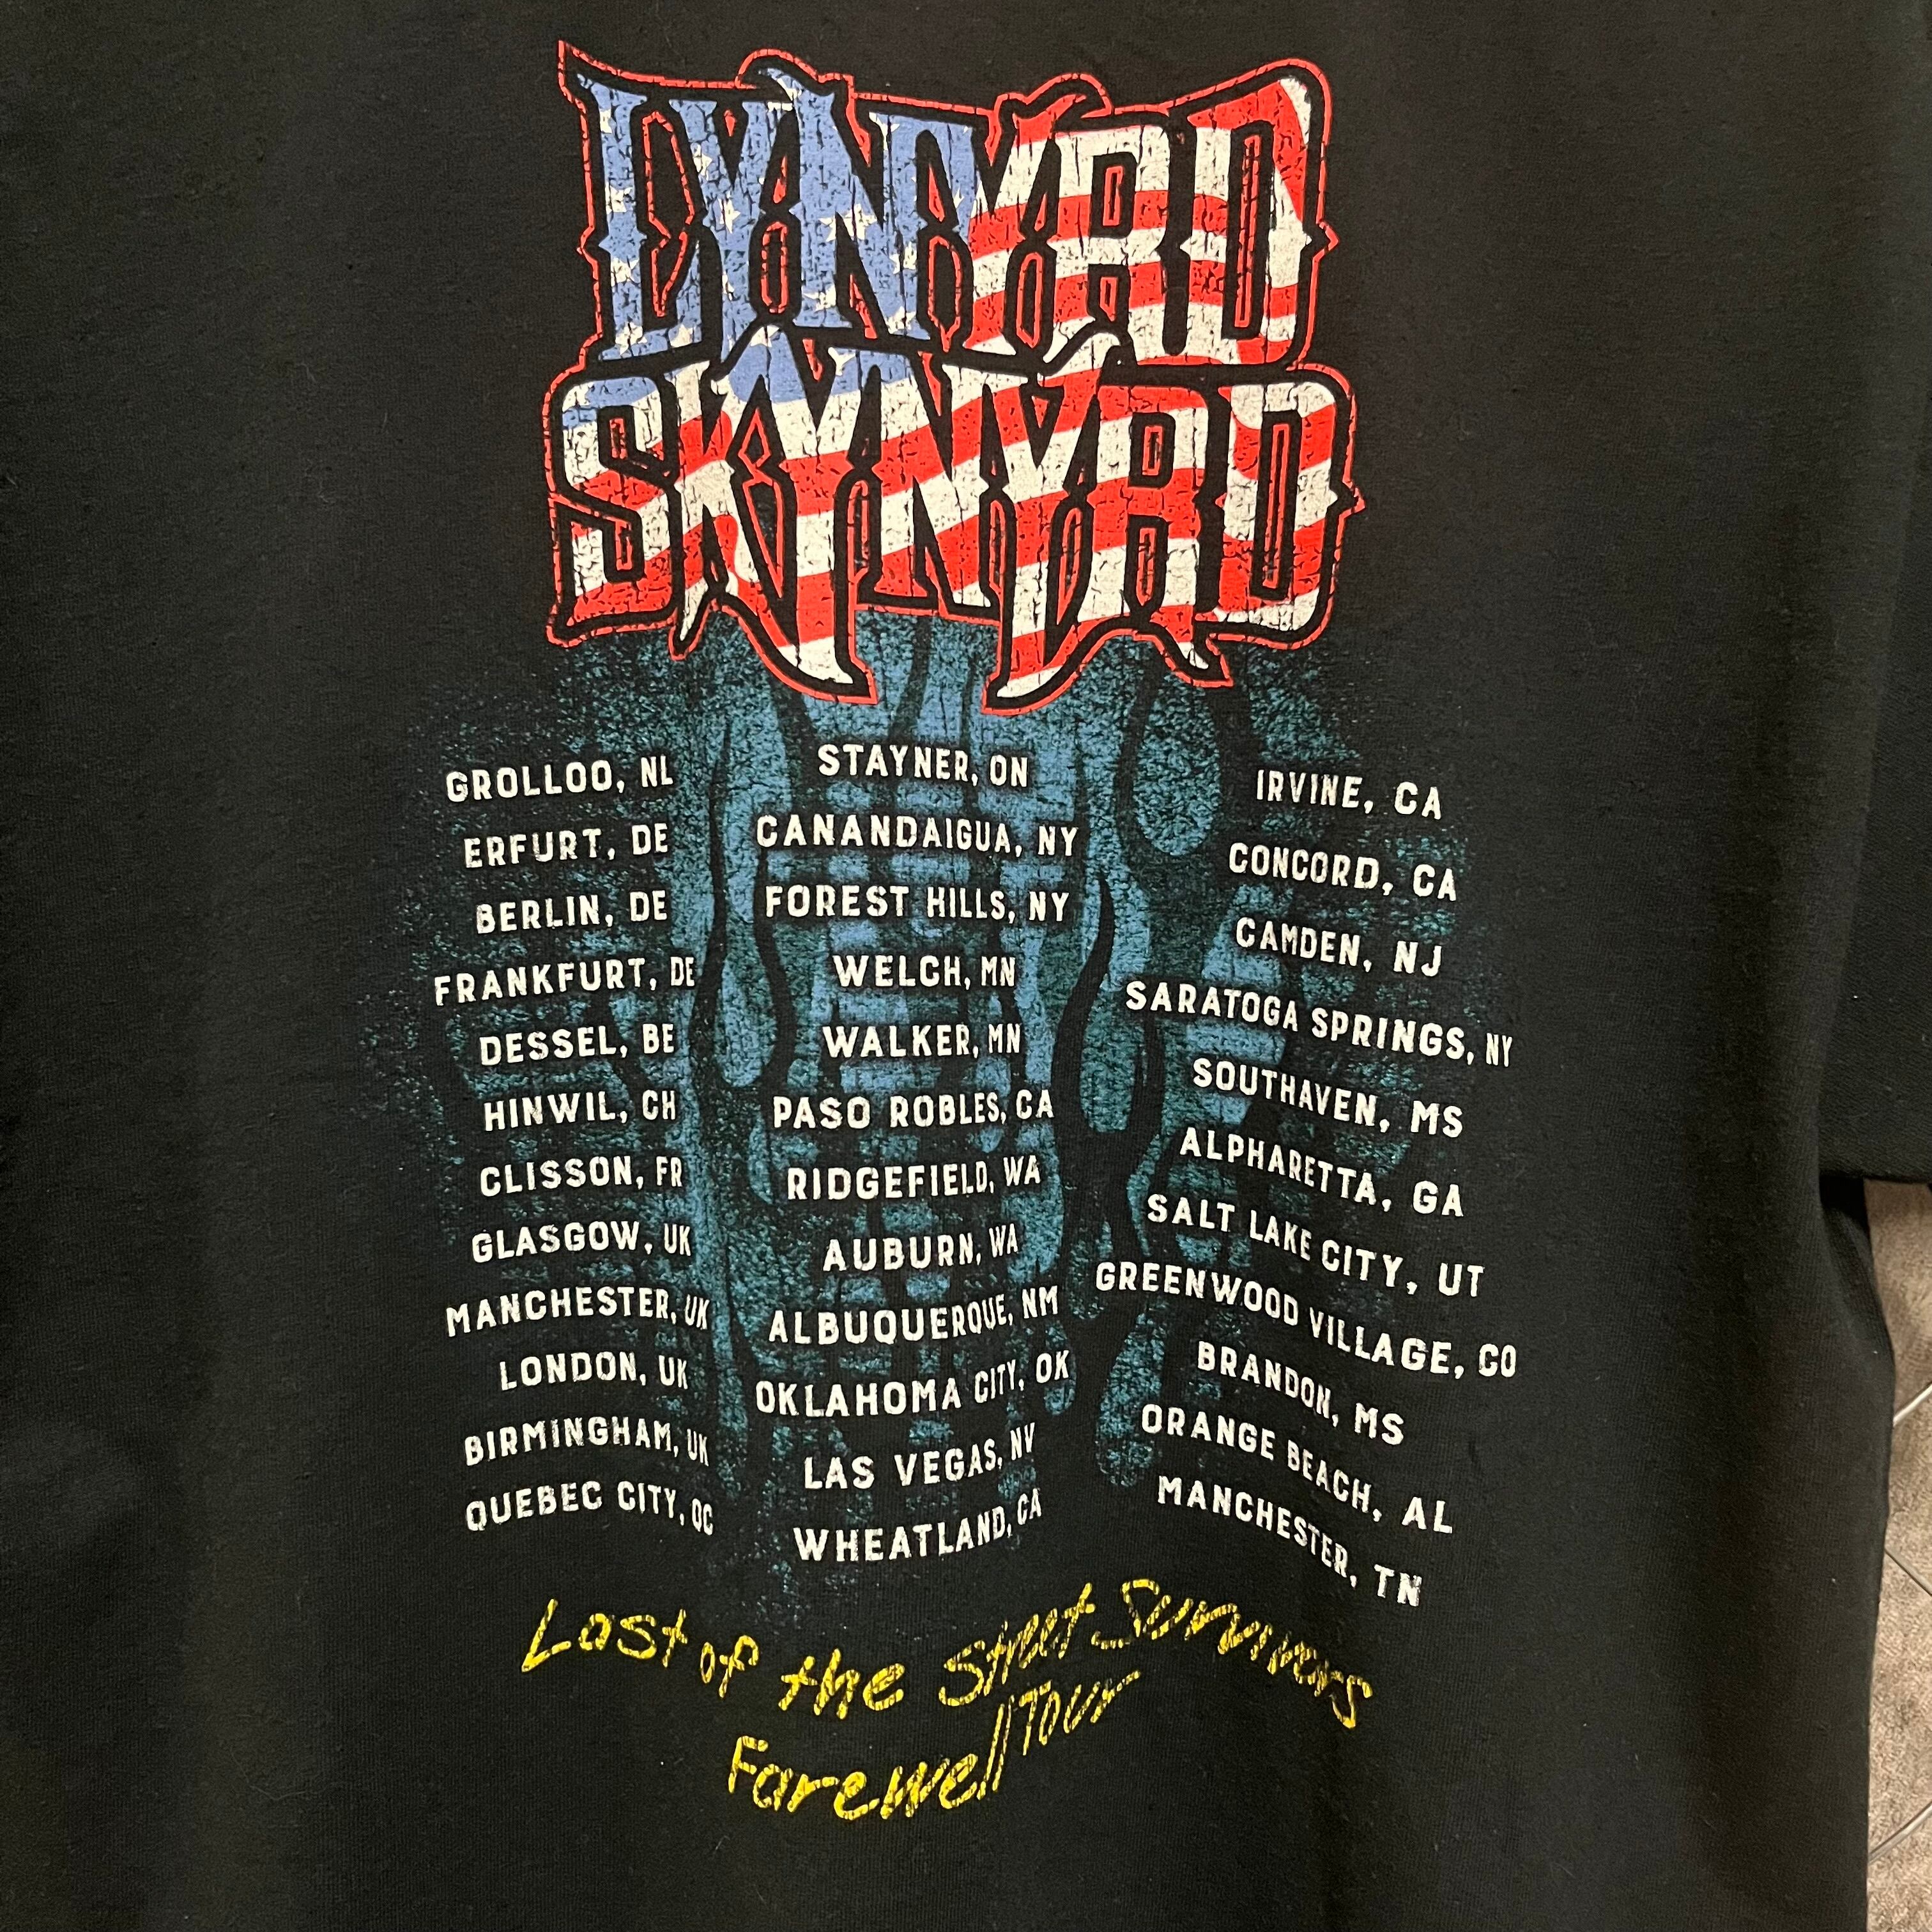 LYNYRD
SKYNYRD
GROLLOO, NL
ERFURT, DE
BERLIN, DE
FRANKFURT, DE
DESSEL, BE
HINWIL, CH
CLISSON, FR
GLASGOW, UK
MANCHESTER, UK
LONDON, UK
BIRMINGHAM, UK
QUEBEC CITY, QC
STAYNER, ON
CANANDAIGUA, NY
FOREST HILLS, NY
WELCH, MN
WALKER, MN
PASO ROBLES, CA
RIDGEFIELD, WA
AUBURN, WA
ALBUQUERQUE, NM
OKLAHOMA CITY, OK
LAS VEGAS, NV
WHEATLAND, CA
IRVINE, CA
CONCORD, CA
CAMDEN, NJ
SARATOGA SPRINGS, NY
SOUTHAVEN, MS
ALPHARETTA, GA
SALT LAKE CITY, UT
GREENWOOD VILLAGE, CO
BRANDON, MS
ORANGE BEACH, AL
MANCHESTER, TN
Last of the Street Survivors
Farewell Tour